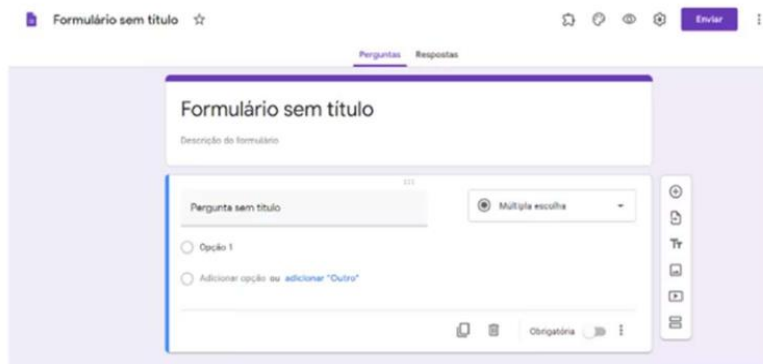 Formulário sem título
Enviar
Perguntas Respostas
Formulário sem título
Descrição do formulário
Pergunta sem título
Múltipla escolha
Opção 1
Adicionar opção ou adicionar "Outro"
Obrigatória
Tt